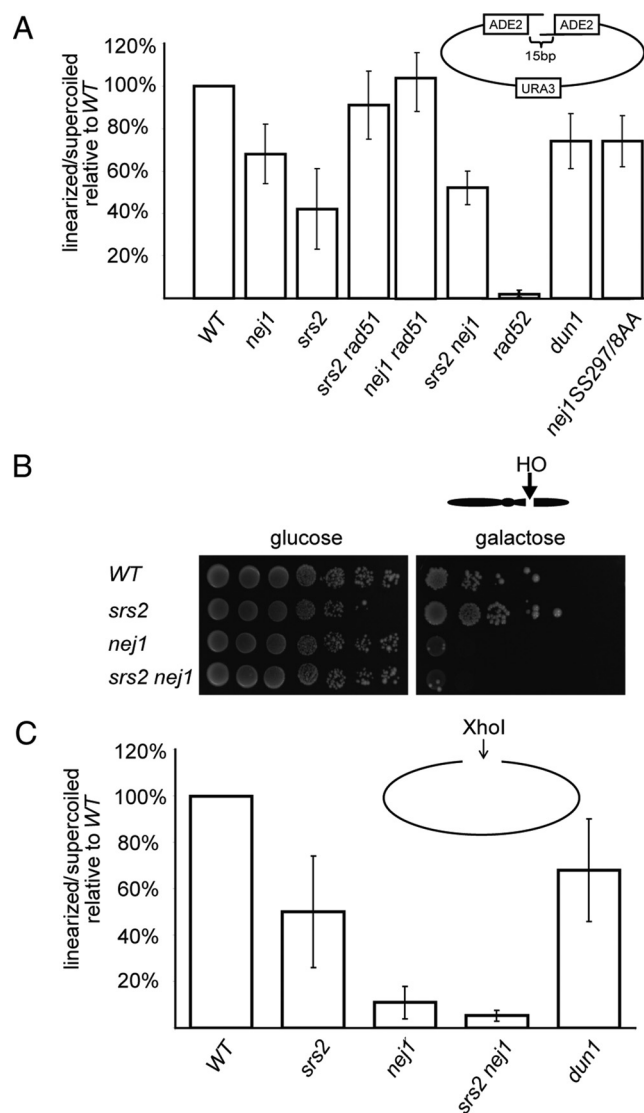 A
120%
100%
80%
60%
40%
20%
linearized/supercoiled
relative to WT
ADE2
ADE2
15bp
URA3
WT
nej1
srs2
srs2 rad51
nej1 rad51
srs2 nej1
rad52
dun1
nej1SS297/8AA
B
HO
glucose
galactose
WT
srs2
nej1
srs2 nej1
C
120%
100%
80%
60%
40%
20%
linearized/supercoiled
relative to WT
XhoI
WT
srs2
nej1
srs2 nej1
dun1